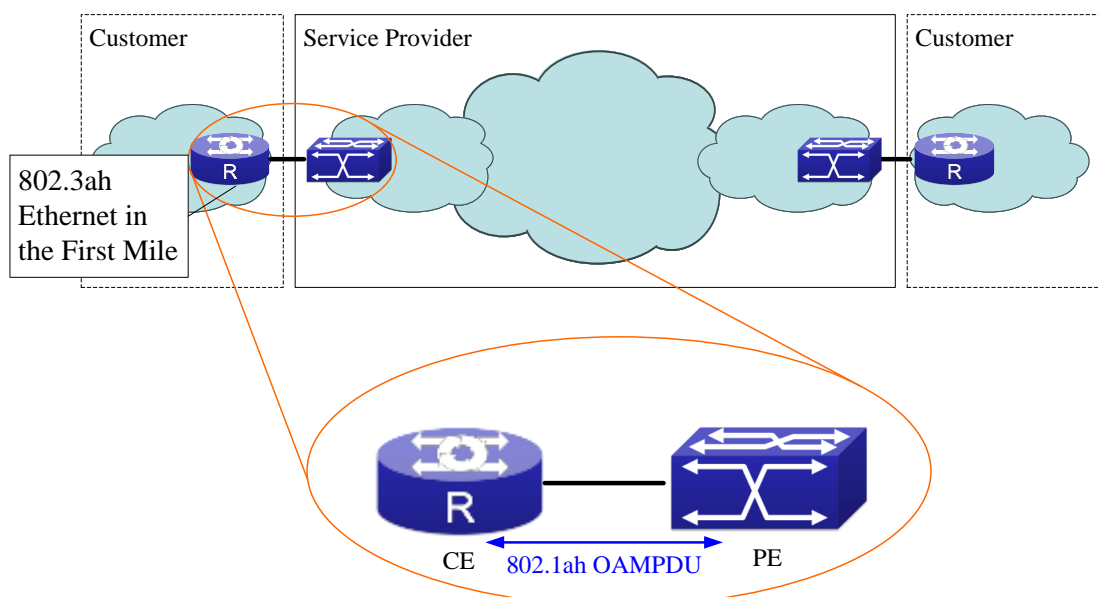 Customer
Service Provider
Customer
R
R
802.3ah
Ethernet in
the First Mile
R
CE
802.1ah OAMPDU
PE